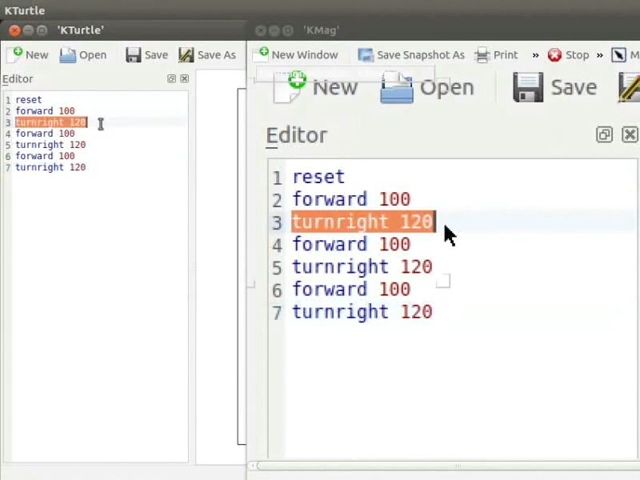 KTurtle
'KTurtle'
New Open Save Save As
Editor
1 reset
2 forward 100
3 turnright 120
4 forward 100
5 turnright 120
6 forward 100
7 turnright 120
'KMag'
New Window Save Snapshot As Print » Stop » M
New Open Save
Editor
1 reset
2 forward 100
3 turnright 120
4 forward 100
5 turnright 120
6 forward 100
7 turnright 120